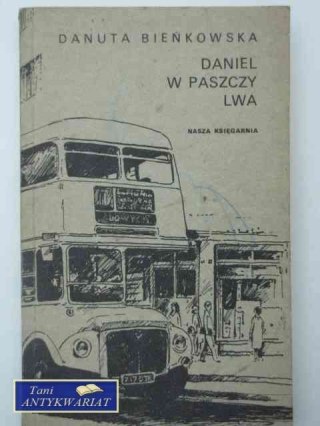 DANUTA BIEŃKOWSKA
DANIEL
W PASZCZY
LWA
NASZA KSIĘGARNIA
Tani
ANTYKWARIAT